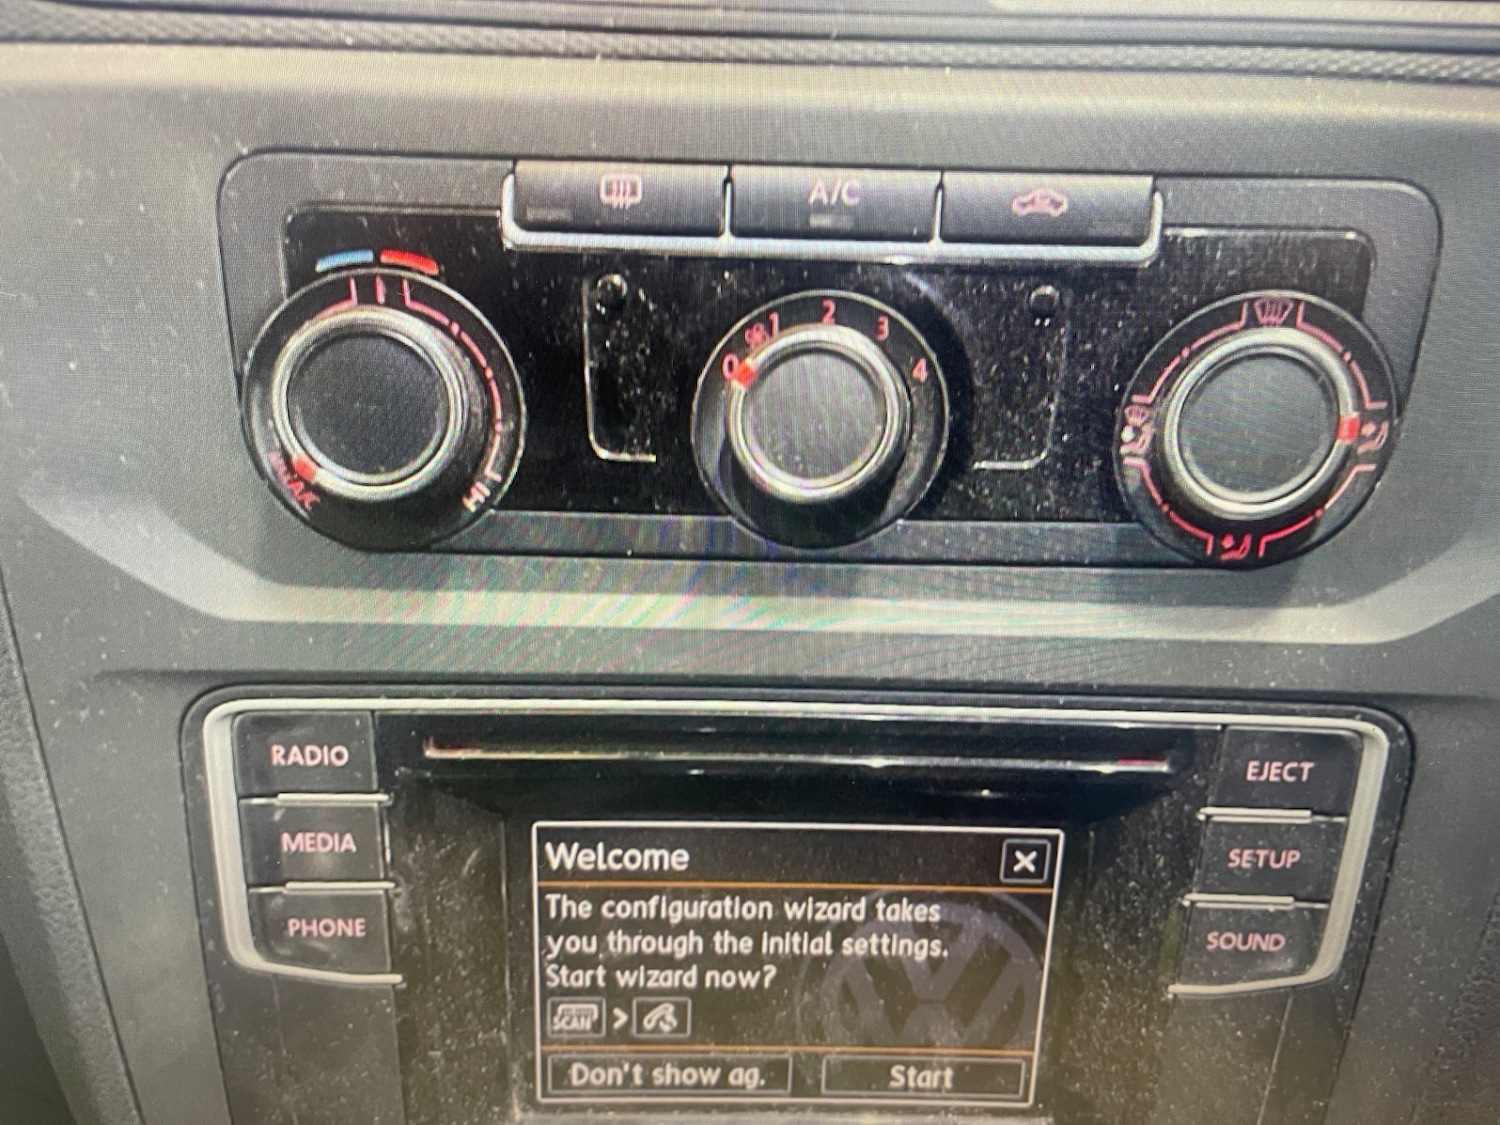 A/C
0 1 2 3 4
HI
RADIO
EJECT
MEDIA
SETUP
PHONE
SOUND
Welcome
The configuration wizard takes
you through the initial settings.
Start wizard now?
SCAN >
Don't show ag.
Start